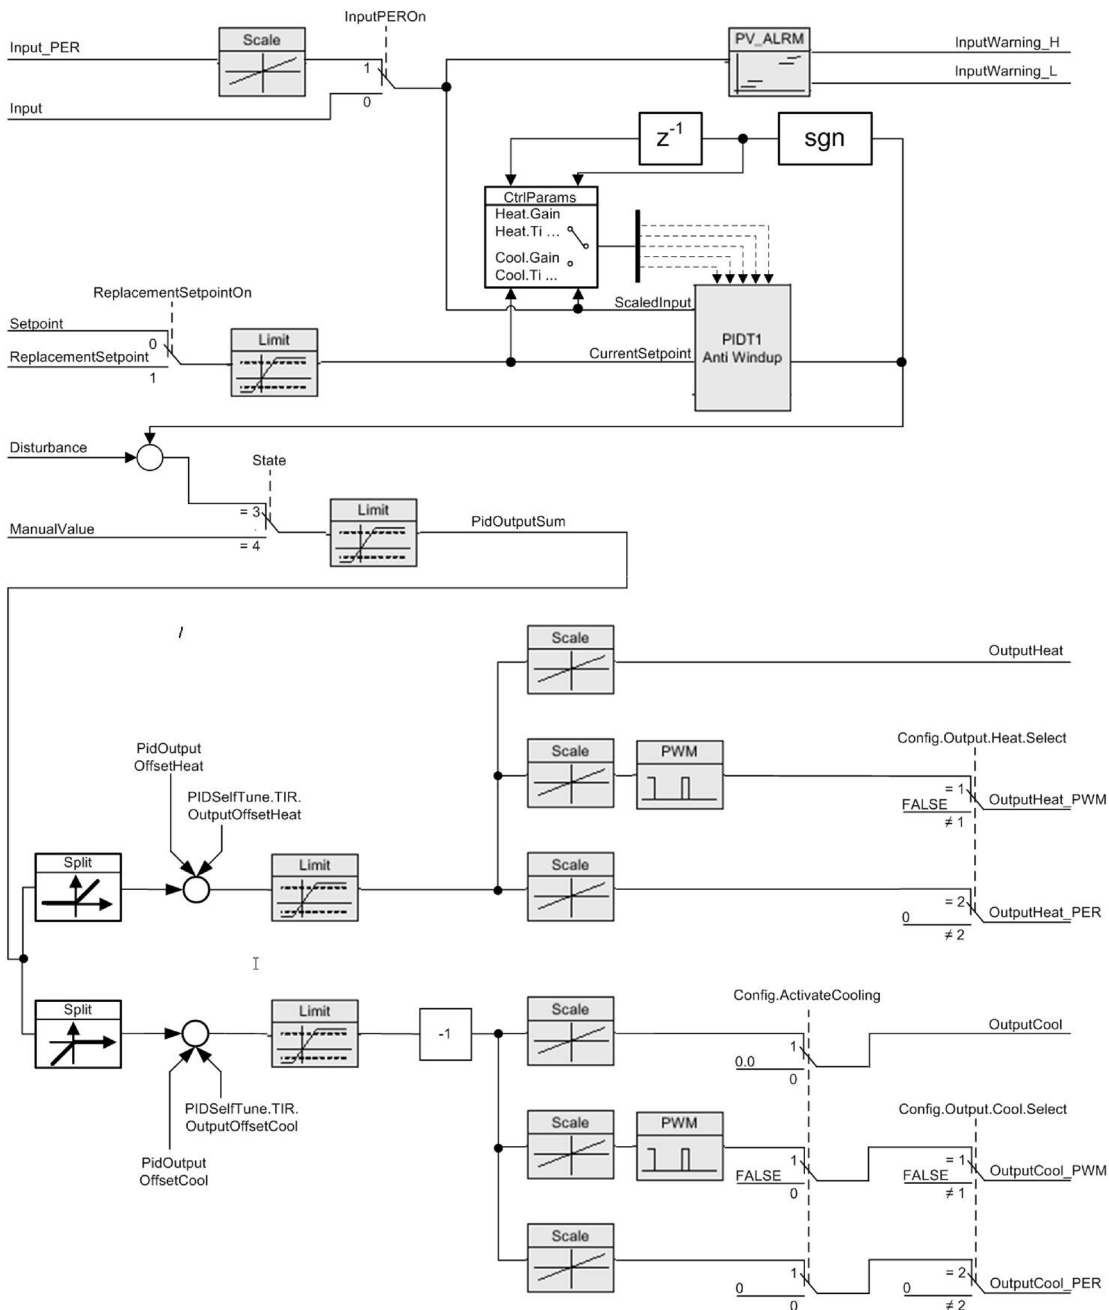 InputPEROn
Input_PER
Scale
PV_ALRM
InputWarning_H
1
InputWarning_L
Input
0
z-1
sgn
CtrlParams
Heat.Gain
Heat.Ti ...
Cool.Gain
Cool.Ti ...
ReplacementSetpointOn
ScaledInput
Setpoint
0
Limit
PIDT1
Anti Windup
ReplacementSetpoint
CurrentSetpoint
1
Disturbance
State
= 3
Limit
PidOutputSum
ManualValue
= 4
Scale
OutputHeat
Config.Output.Heat.Select
PidOutput
OffsetHeat
Scale
PWM
PIDSelfTune.TIR.
OutputOffsetHeat
= 1
OutputHeat_PWM
FALSE
≠ 1
Split
Limit
Scale
= 2
OutputHeat_PER
0
≠ 2
Config.ActivateCooling
Split
Limit
Scale
-1
OutputCool
1
0.0
0
PIDSelfTune.TIR.
OutputOffsetCool
Config.Output.Cool.Select
Scale
PWM
PidOutput
OffsetCool
1
= 1
OutputCool_PWM
FALSE
FALSE
0
≠ 1
Scale
1
= 2
OutputCool_PER
0
0
0
≠ 2